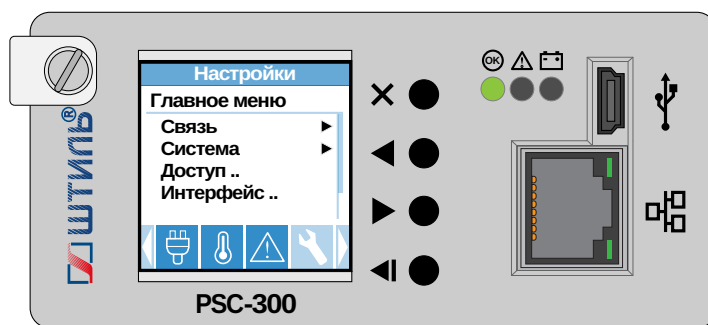 Настройки
Главное меню
Связь
Система
Доступ ..
Интерфейс ..
OK
ШТИЛЬ®
PSC-300